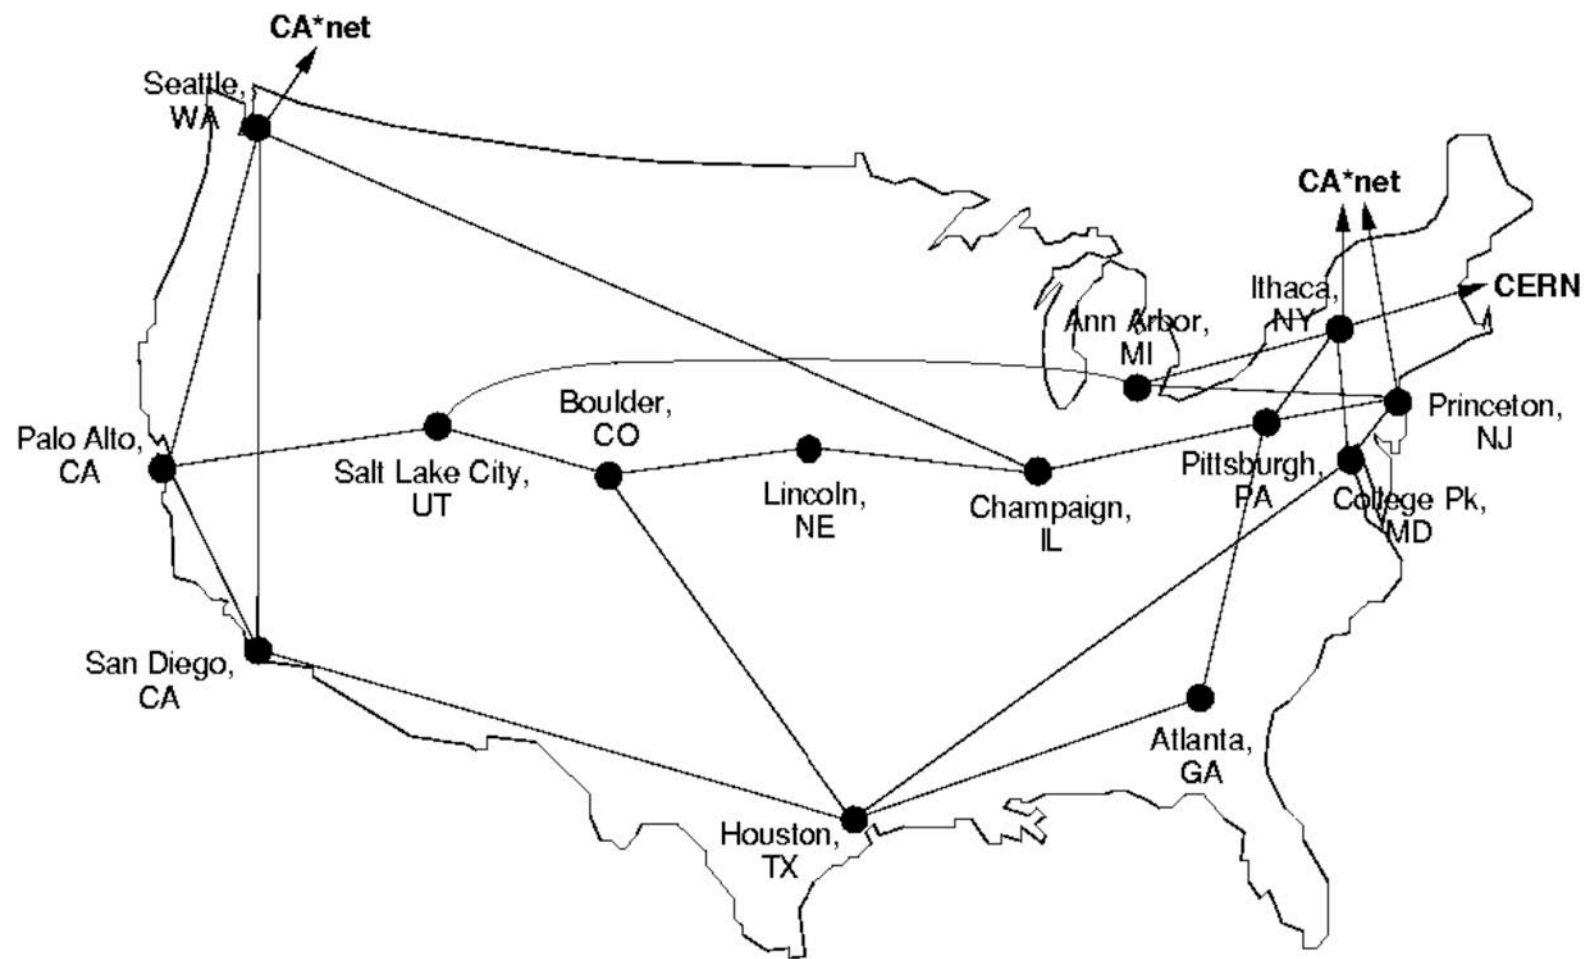 CA*net
Seattle,
WA
CA*net
CERN
Ithaca,
NY
Ann Arbor,
MI
Boulder,
CO
Princeton,
NJ
Palo Alto,
CA
Salt Lake City,
UT
Pittsburgh,
PA
Lincoln,
NE
Champaign,
IL
College Pk,
MD
San Diego,
CA
Atlanta,
GA
Houston,
TX